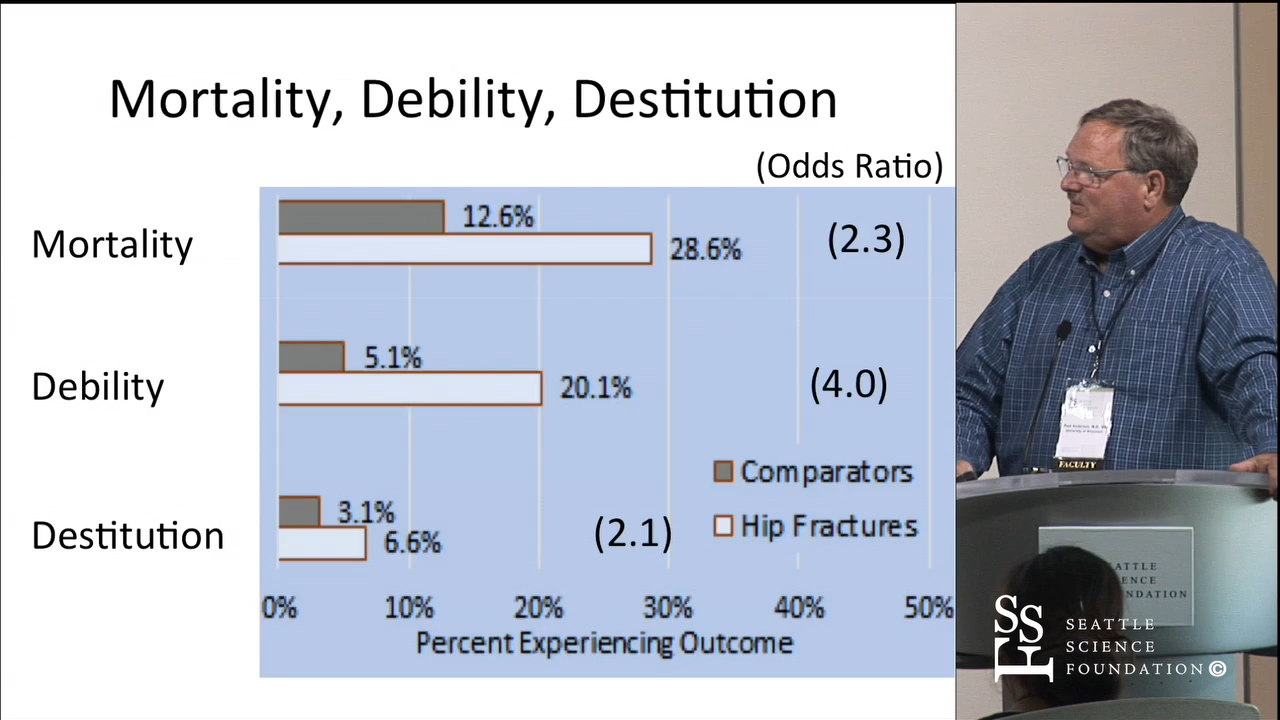 Mortality, Debility, Destitution
(Odds Ratio)
Mortality
12.6%
28.6%
(2.3)
Debility
5.1%
20.1%
(4.0)
Destitution
3.1%
6.6%
(2.1)
Comparators
Hip Fractures
0% 10% 20% 30% 40% 50%
Percent Experiencing Outcome
FACULTY
SEATTLE
SCIENCE
FOUNDATION©